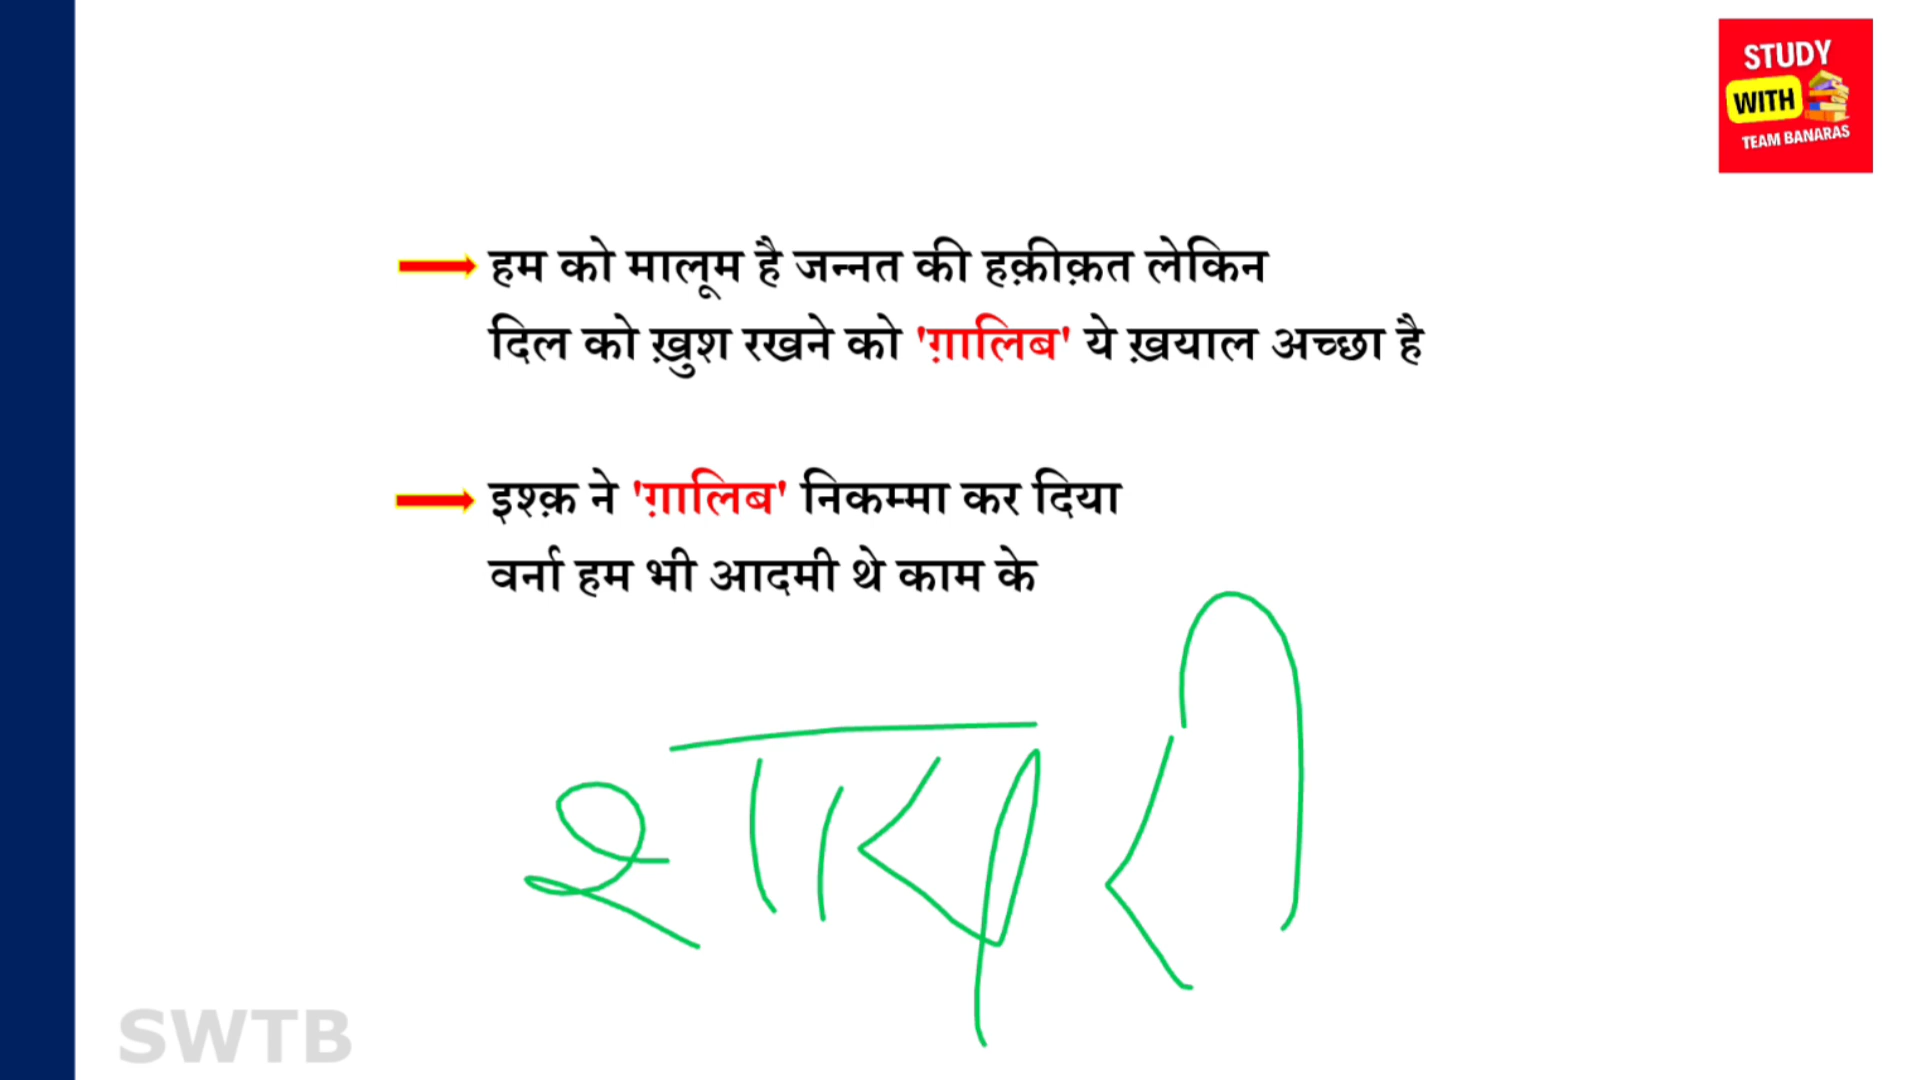 STUDY
WITH
TEAM BANARAS
हम को मालूम है जन्नत की हक़ीक़त लेकिन
दिल को ख़ुश रखने को 'ग़ालिब' ये ख़याल अच्छा है
इश्क़ ने 'ग़ालिब' निकम्मा कर दिया
वर्ना हम भी आदमी थे काम के
शायरी
SWTB